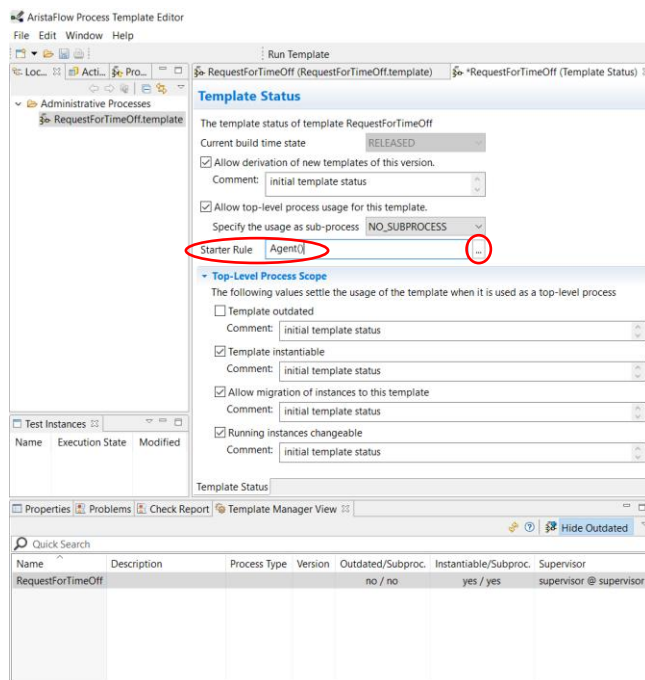 AristaFlow Process Template Editor
File Edit Window Help
Run Template
Loc... Acti... Pro...
RequestForTimeOff (RequestForTimeOff.template) *RequestForTimeOff (Template Status)
Administrative Processes
RequestForTimeOff.template
Template Status
The template status of template RequestForTimeOff
Current build time state RELEASED
Allow derivation of new templates of this version.
Comment: initial template status
Allow top-level process usage for this template.
Specify the usage as sub-process NO_SUBPROCESS
Starter Rule Agent() ...
Top-Level Process Scope
The following values settle the usage of the template when it is used as a top-level process
Template outdated
Comment: initial template status
Template instantiable
Comment: initial template status
Allow migration of instances to this template
Comment: initial template status
Running instances changeable
Comment: initial template status
Test Instances
Name Execution State Modified
Template Status
Properties Problems Check Report Template Manager View
Hide Outdated
Quick Search
Name Description Process Type Version Outdated/Subproc. Instantiable/Subproc. Supervisor
RequestForTimeOff no / no yes / yes supervisor @ supervisor